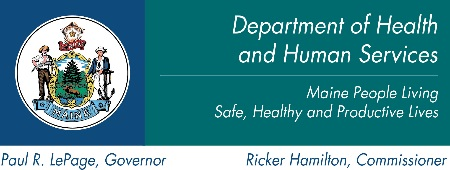 Department of Health
and Human Services
Maine People Living
Safe, Healthy and Productive Lives
Paul R. LePage, Governor
Ricker Hamilton, Commissioner